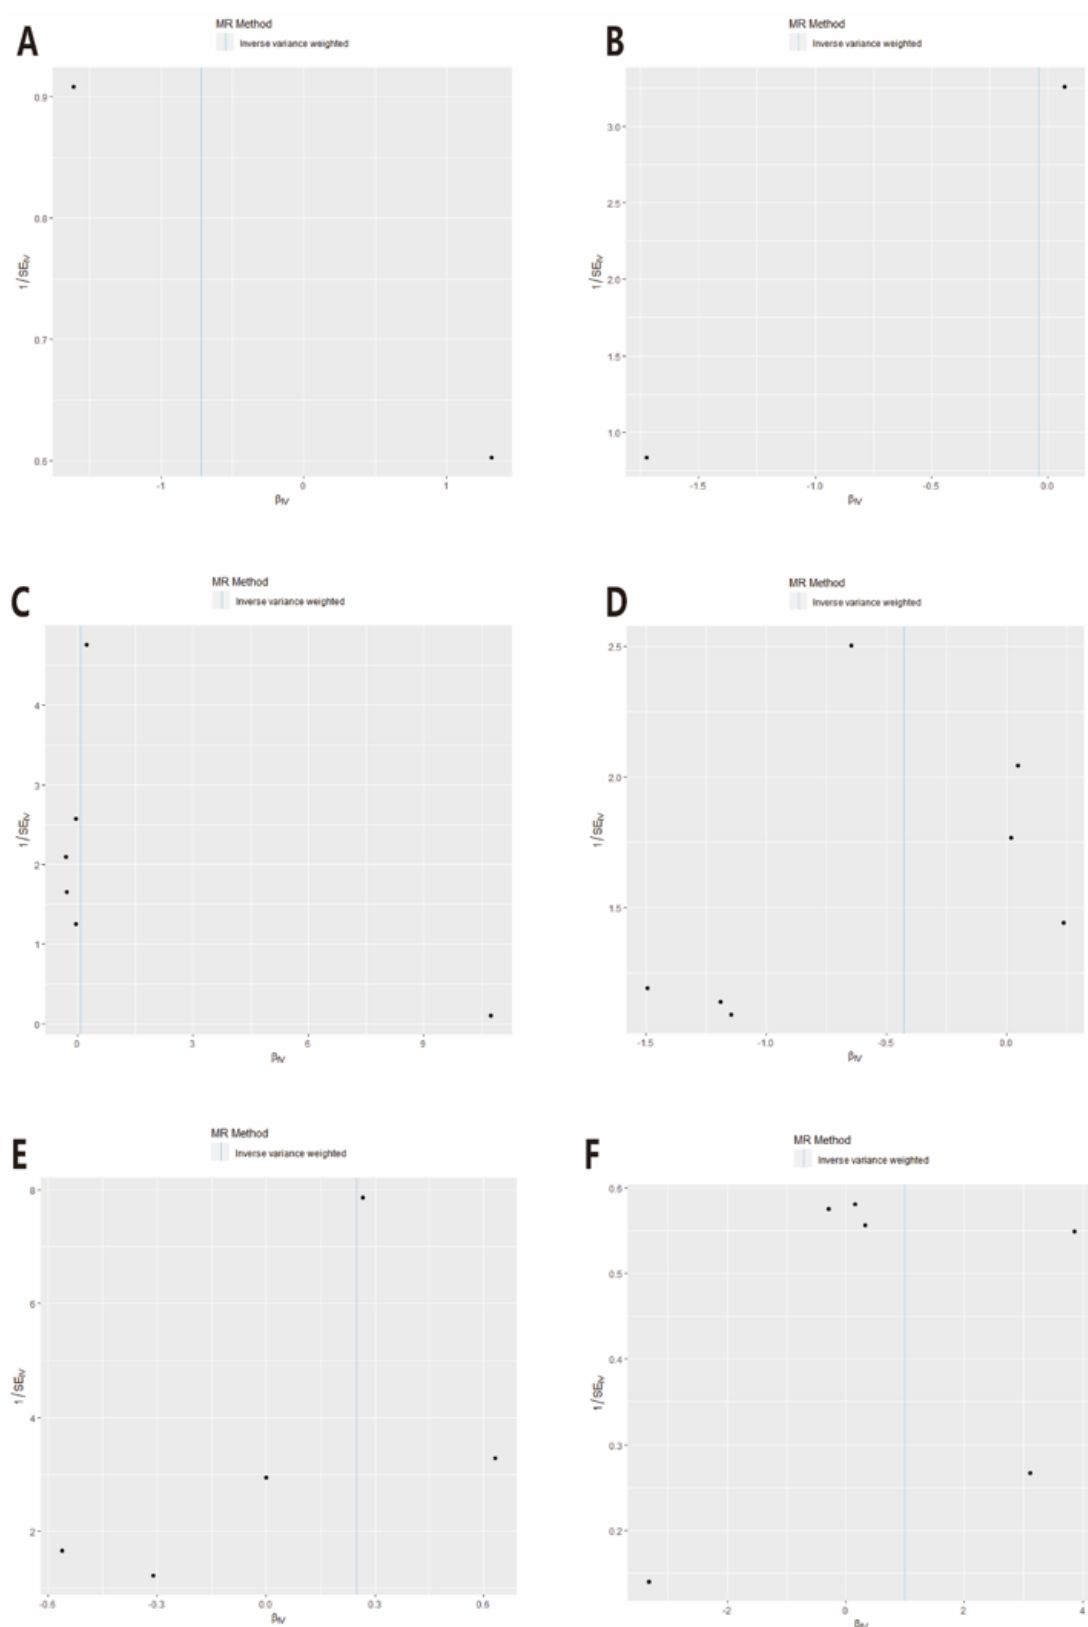 A
MR Method
Inverse variance weighted
0.9
0.8
0.7
0.6
1/SE_IV
-1 0 1
β_IV
B
MR Method
Inverse variance weighted
3.0
2.5
2.0
1.5
1.0
1/SE_IV
-1.5 -1.0 -0.5 0.0
β_IV
C
MR Method
Inverse variance weighted
4
3
2
1
0
1/SE_IV
0 3 6 9
β_IV
D
MR Method
Inverse variance weighted
2.5
2.0
1.5
1/SE_IV
-1.5 -1.0 -0.5 0.0
β_IV
E
MR Method
Inverse variance weighted
8
6
4
2
1/SE_IV
-0.6 -0.3 0.0 0.3 0.6
β_IV
F
MR Method
Inverse variance weighted
0.6
0.5
0.4
0.3
0.2
1/SE_IV
-2 0 2 4
β_IV